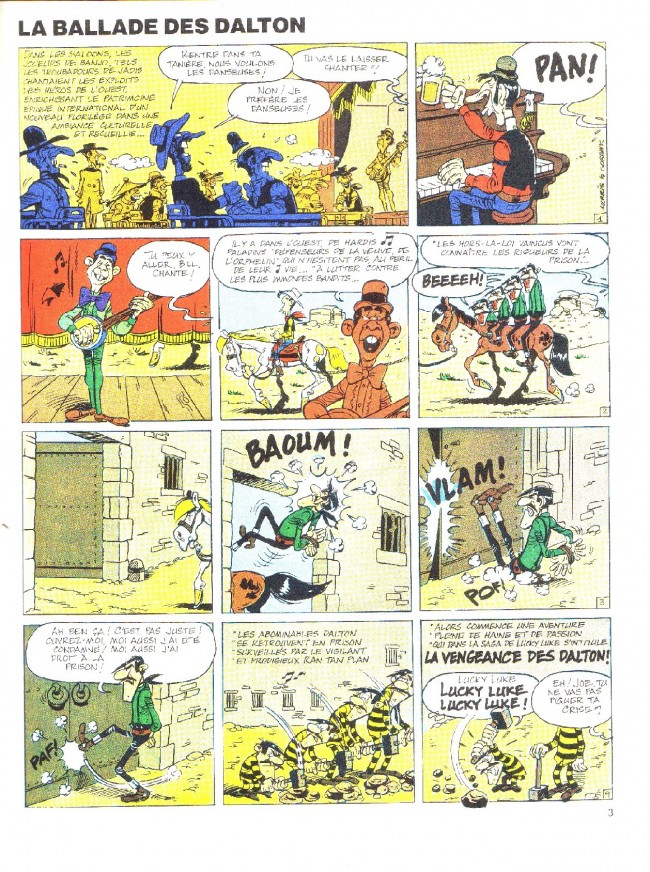 LA BALLADE DES DALTON
DANS LES SALOONS, LES
JOUEURS DE BANJO, TELS
LES TROUBADOURS DE JADIS
CHANTAIENT LES EXPLOITS
LES HÉROS DE L'OUEST,
ENRICHISSANT LE PATRIMOINE
ÉPIQUE INTERNATIONAL D'UN
NOUVEAU FLORILÈGE DANS UNE
AMBIANCE CULTURELLE
ET RECUEILLIE...
RENTRE DANS TA
TANIÈRE, NOUS VOULONS
LES DANSEUSES!
NON! JE
PRÉFÈRE LES
DANSEUSES!
TU VAS LE LAISSER
CHANTER?!
PAN!
MORRIS & GOSCINNY
1
TU PEUX Y
ALLER, BILL,
CHANTE!
IL Y A DANS L'OUEST, DE HARDIS
PALADINS DÉFENSEURS DE LA VEUVE, DE
L'ORPHELIN, QUI N'HÉSITENT PAS, AU PÉRIL
DE LEUR VIE... À LUTTER CONTRE
LES PLUS IMMONDES BANDITS...
"LES HORS-LA-LOI VAINCUS VONT
CONNAÎTRE LES RIGUEURS DE LA
PRISON...
BEEEEH!
2
BAOUM!
VLAM!
POF!
3
AH BEN ÇA! C'EST PAS JUSTE!
OUVREZ-MOI, MOI AUSSI J'AI ÉTÉ
CONDAMNÉ! MOI AUSSI J'AI
DROIT À LA
PRISON!
PAF!
"LES ABOMINABLES DALTON
"SE RETROUVENT EN PRISON
"SURVEILLÉS PAR LE VIGILANT
ET PRODIGIEUX RAN TAN PLAN
"ALORS COMMENCE UNE AVENTURE
"PLEINE DE HAINE ET DE PASSION
"QUI DANS LA SAGA DE LUCKY LUKE S'INTITULE
LA VENGEANCE DES DALTON!
LUCKY LUKE
LUCKY LUKE
LUCKY LUKE!
EH! JOE, TU
NE VAS PAS
PIQUER TA
CRISE?
4
3